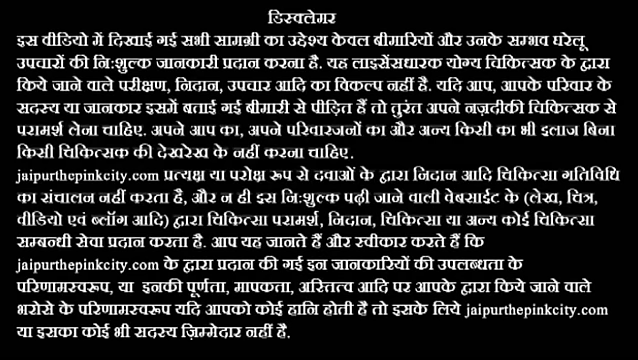 डिस्क्लेमर
इस वीडियो में दिखाई गई सभी सामग्री का उद्देश्य केवल बीमारियों और उनके सम्भव घरेलू
उपचारों की नि:शुल्क जानकारी प्रदान करना है. यह लाइसेंसधारक योग्य चिकित्सक के द्वारा
किये जाने वाले परीक्षण, निदान, उपचार आदि का विकल्प नहीं है. यदि आप, आपके परिवार के
सदस्य या जानकार इसमें बताई गई बीमारी से पीड़ित हैं तो तुरंत अपने नज़दीकी चिकित्सक से
परामर्श लेना चाहिए. अपने आप का, अपने परिवारजनों का और अन्य किसी का भी इलाज बिना
किसी चिकित्सक की देखरेख के नहीं करना चाहिए.
jaipurthepinkcity.com प्रत्यक्ष या परोक्ष रूप से दवाओं के द्वारा निदान आदि चिकित्सा गतिविधि
का संचालन नहीं करता है, और न ही इस नि:शुल्क पढ़ी जाने वाली वेबसाईट के (लेख, चित्र,
वीडियो एवं ब्लॉग आदि) द्वारा चिकित्सा परामर्श, निदान, चिकित्सा या अन्य कोई चिकित्सा
सम्बन्धी सेवा प्रदान करता है. आप यह जानते हैं और स्वीकार करते हैं कि
jaipurthepinkcity.com के द्वारा प्रदान की गई इन जानकारियों की उपलब्धता के
परिणामस्वरूप, या इनकी पूर्णता, मापकता, अस्तित्व आदि पर आपके द्वारा किये जाने वाले
भरोसे के परिणामस्वरूप यदि आपको कोई हानि होती है तो इसके लिये jaipurthepinkcity.com
या इसका कोई भी सदस्य ज़िम्मेदार नहीं है.